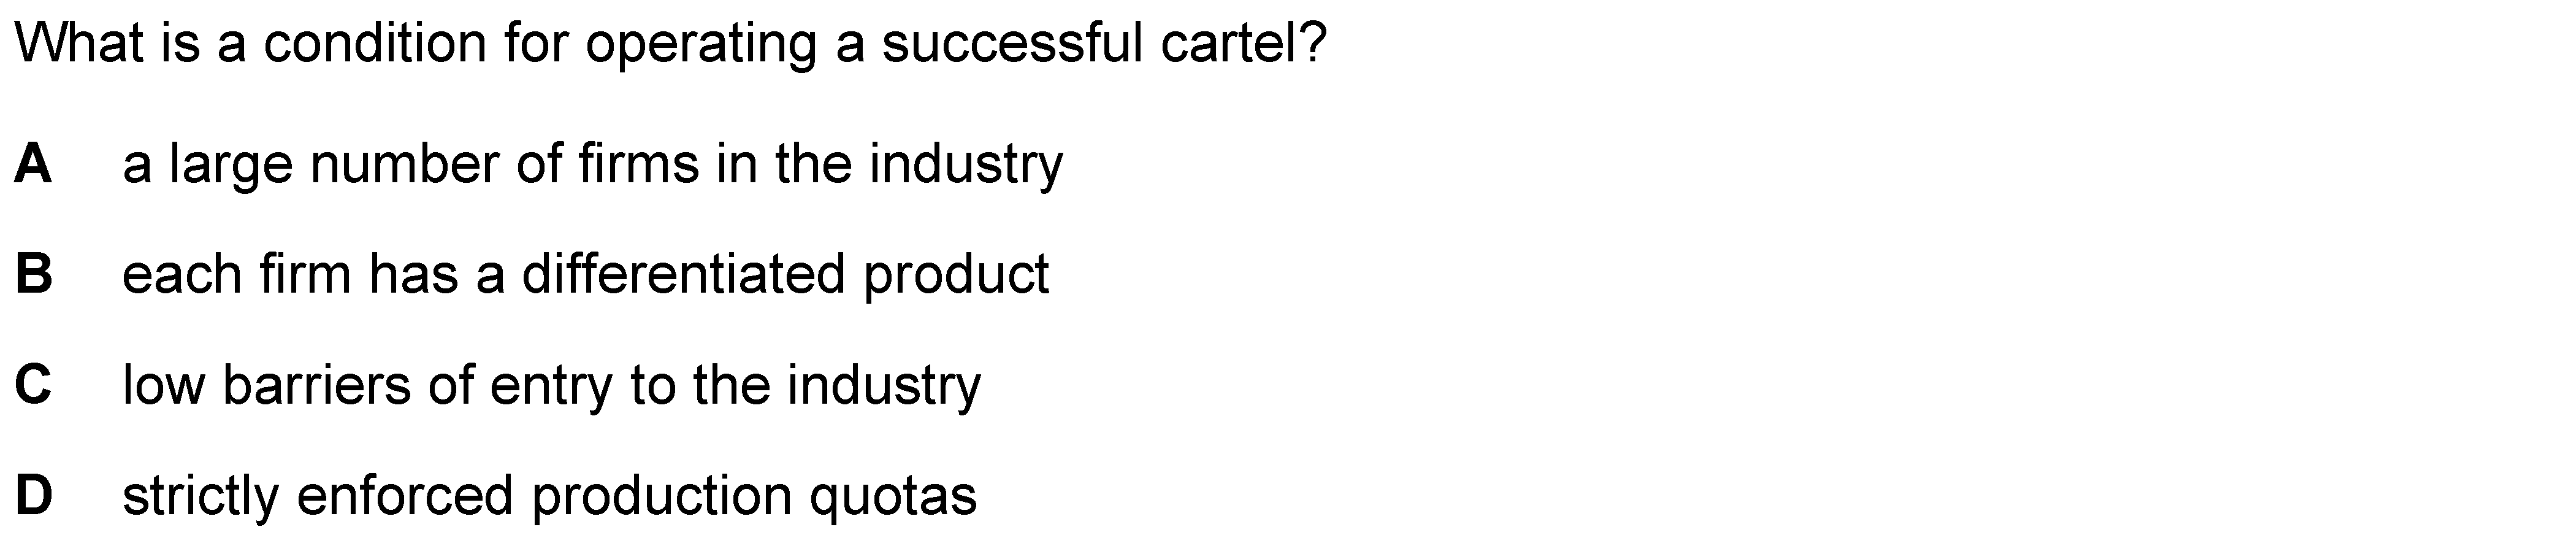 What is a condition for operating a successful cartel?
A a large number of firms in the industry
B each firm has a differentiated product
C low barriers of entry to the industry
D strictly enforced production quotas